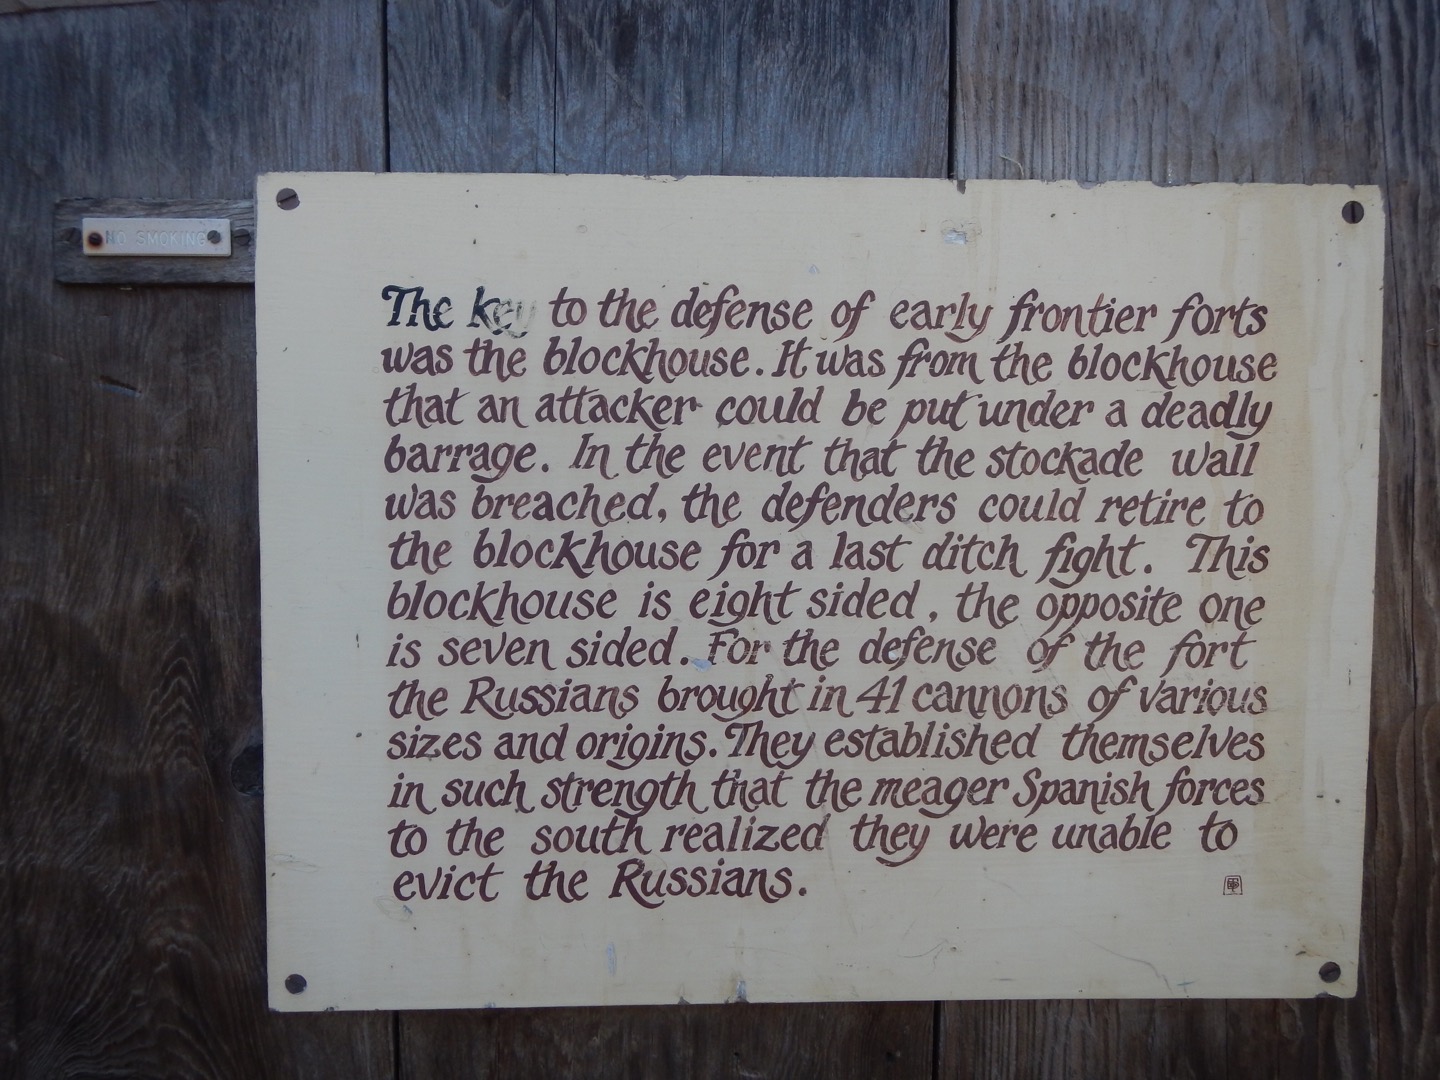 NO SMOKING
The key to the defense of early frontier forts
was the blockhouse. It was from the blockhouse
that an attacker could be put under a deadly
barrage. In the event that the stockade wall
was breached, the defenders could retire to
the blockhouse for a last ditch fight. This
blockhouse is eight sided, the opposite one
is seven sided. For the defense of the fort
the Russians brought in 41 cannons of various
sizes and origins. They established themselves
in such strength that the meager Spanish forces
to the south realized they were unable to
evict the Russians.